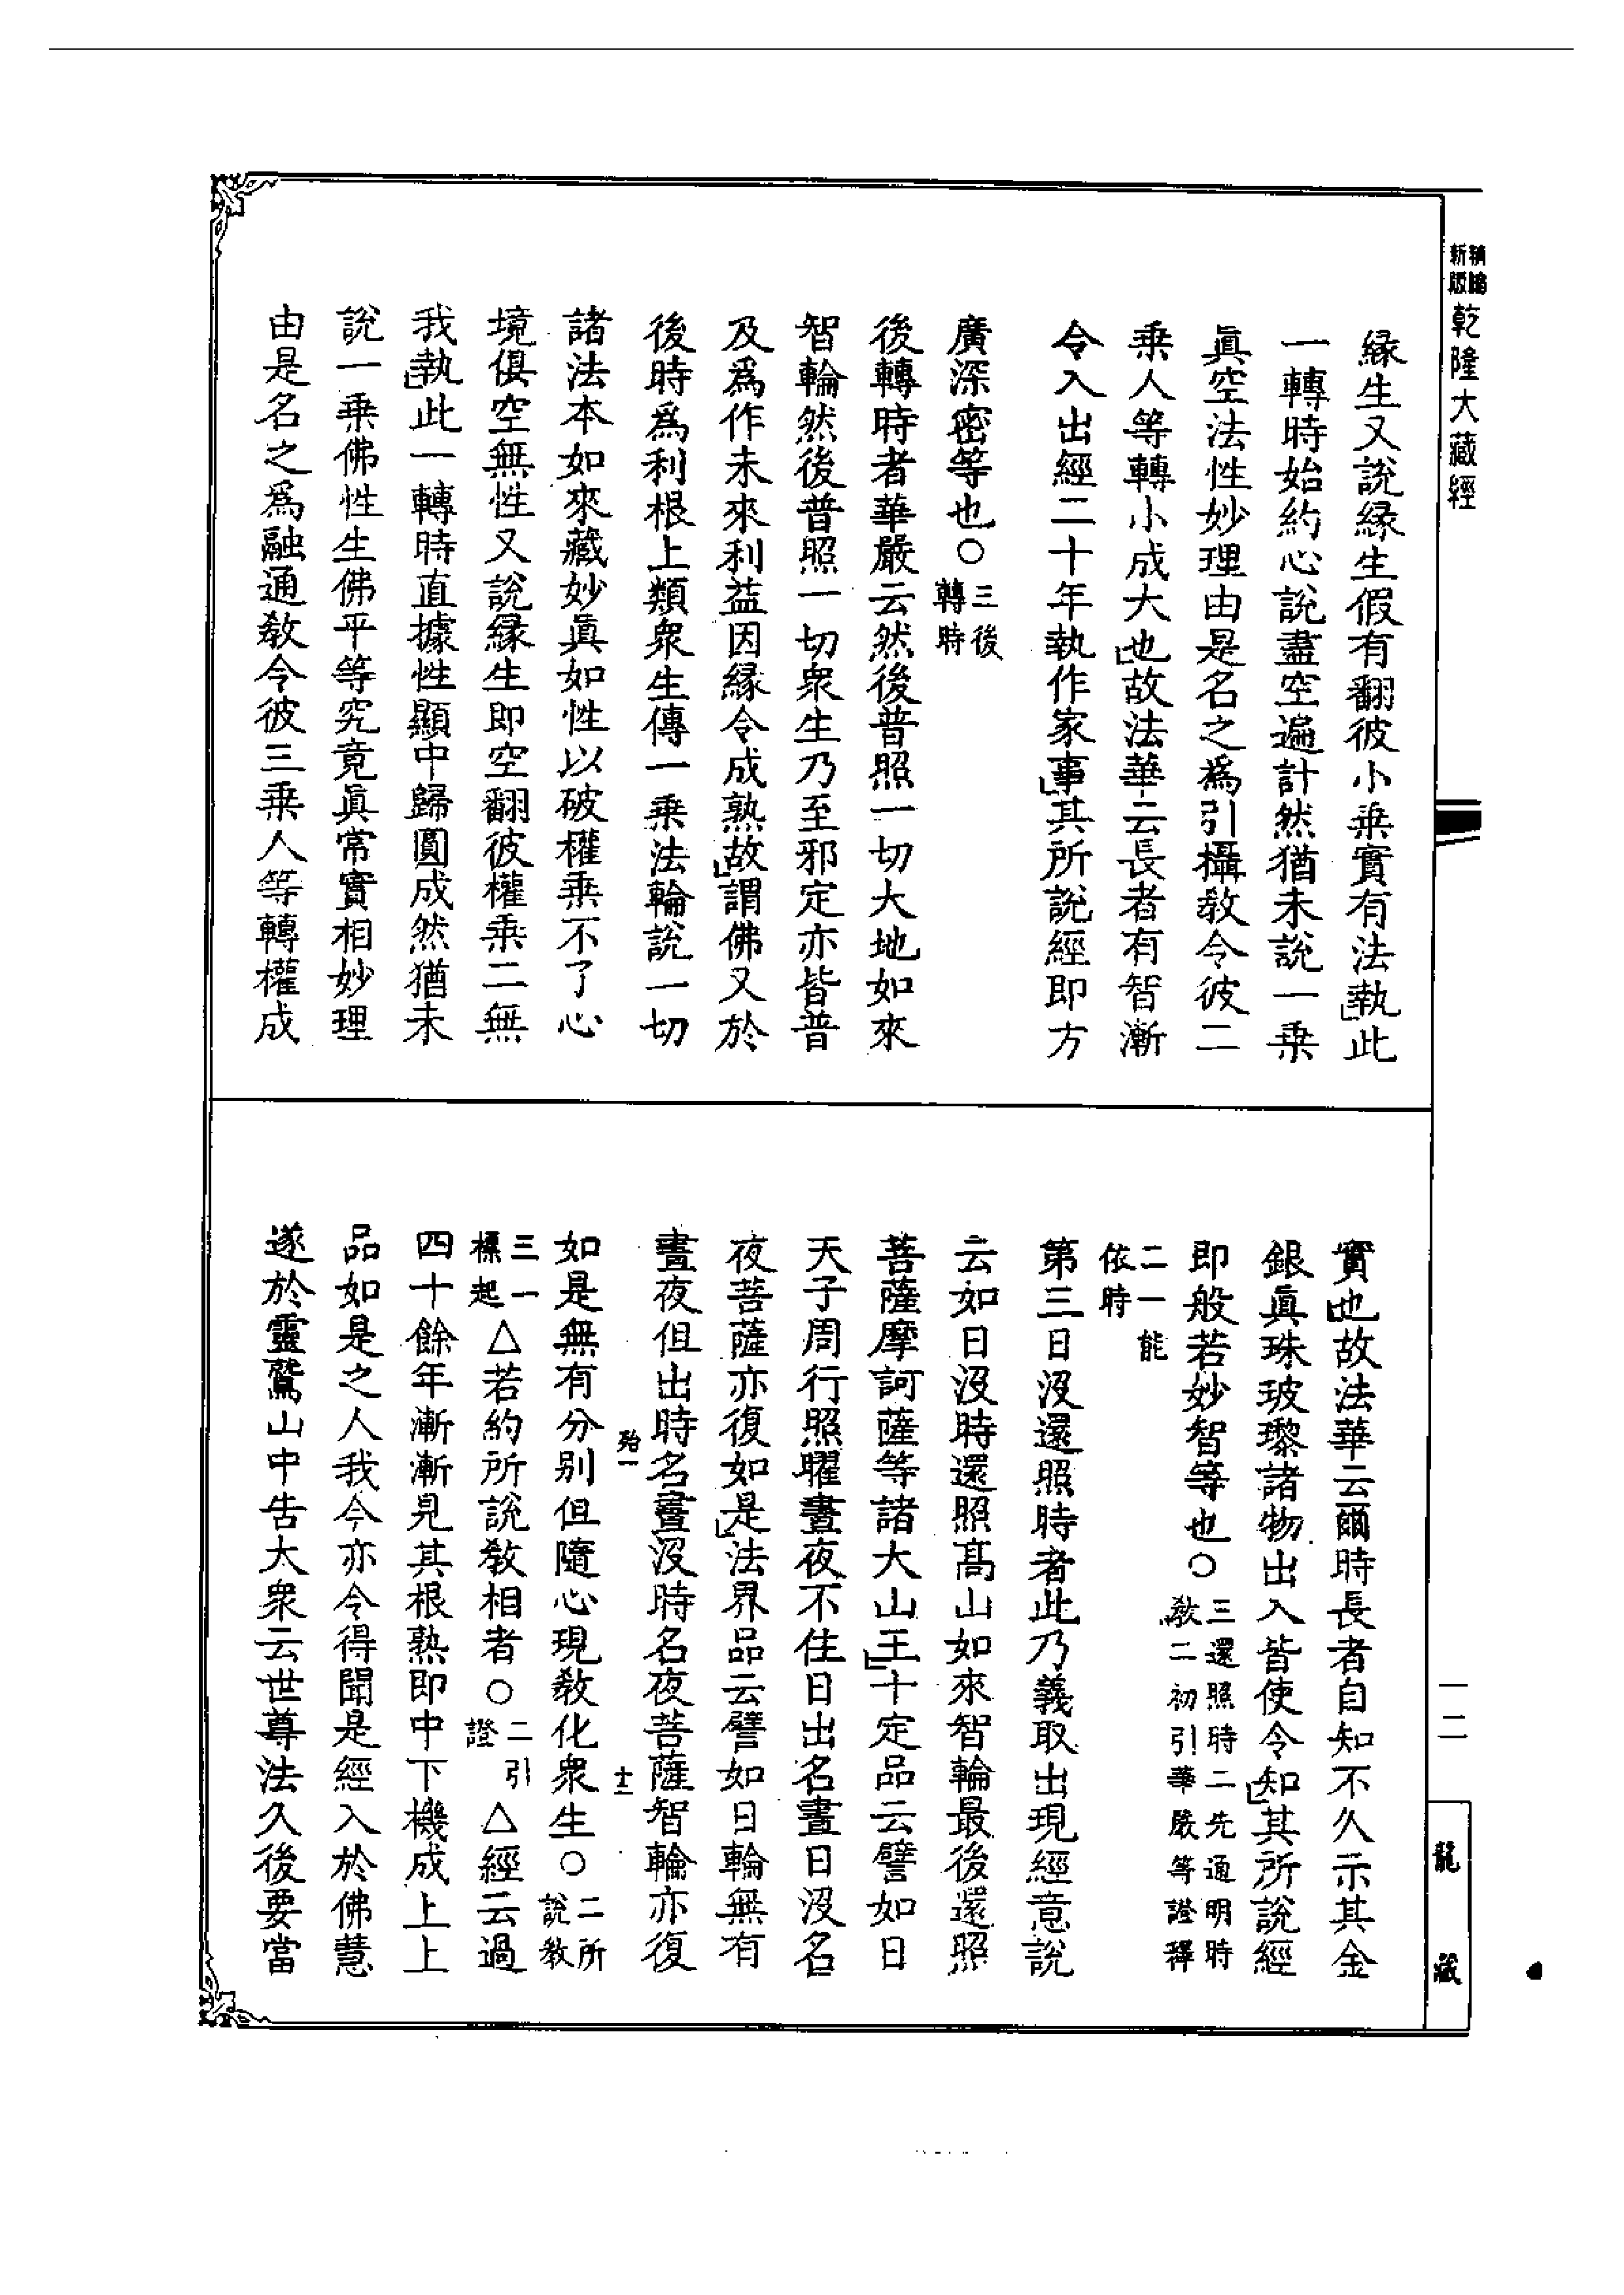 新版
乾隆大藏經
緣生又說緣生假有翻彼小乘實有法執此
一轉時始約心說盡空遍計然猶未說一乘
眞空法性妙理由是名之爲引攝教令彼二
乘人等轉小成大也故法華云長者有智漸
令入出經二十年執作家事其所說經即方
廣深密等也○三後轉時
後轉時者華嚴云然後普照一切大地如來
智輪然後普照一切衆生乃至邪定亦皆普
及爲作未來利益因緣令成熟故謂佛又於
後時爲利根上類衆生傳一乘法輪說一切
諸法本如來藏妙眞如性以破權乘不了心
境俱空無性又說緣生即空翻彼權乘二無
我執此一轉時直據性顯中歸圓成然猶未
說一乘佛性生佛平等究竟眞常實相妙理
由是名之爲融通教令彼三乘人等轉權成
實也故法華云爾時長者自知不久示其金
銀眞珠玻瓈諸物出入皆使令知其所說經
即般若妙智等也○三還照時二先通明時教二初引華嚴等證釋
二一能依時
第三日沒還照時者此乃義取出現經意說
云如日沒時還照高山如來智輪最後還照
菩薩摩訶薩等諸大山王十定品云譬如日
天子周行照曜晝夜不住日出名晝日沒名
夜菩薩亦復如是法界品云譬如日輪無有
晝夜但出時名晝沒時名夜菩薩智輪亦復
如是無有分別但隨心現教化衆生○二所說教
三一標起△若約所說教相者○二引證△經云過
四十餘年漸漸見其根熟即中下機成上上
品如是之人我今亦令得聞是經入於佛慧
遂於靈鷲山中告大衆云世尊法久後要當
一二
龍藏